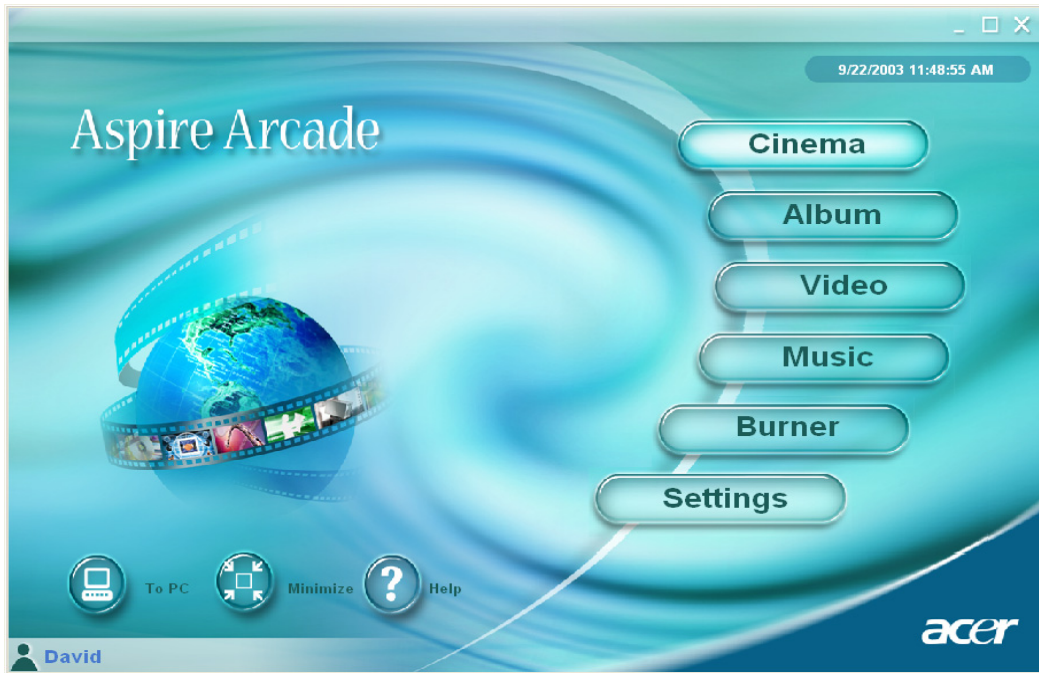 9/22/2003 11:48:55 AM
Aspire Arcade
Cinema
Album
Video
Music
Burner
Settings
To PC
Minimize
? Help
acer
David